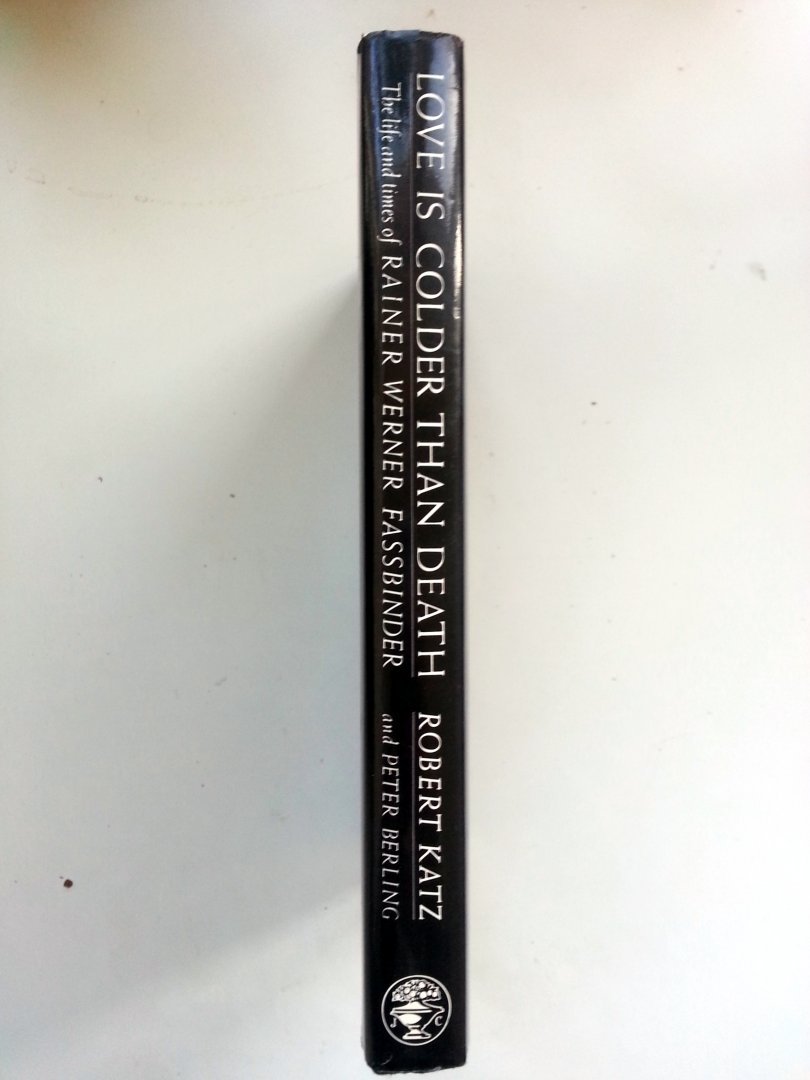 LOVE IS COLDER THAN DEATH
The life and times of RAINER WERNER FASSBINDER
ROBERT KATZ
and PETER BERLING